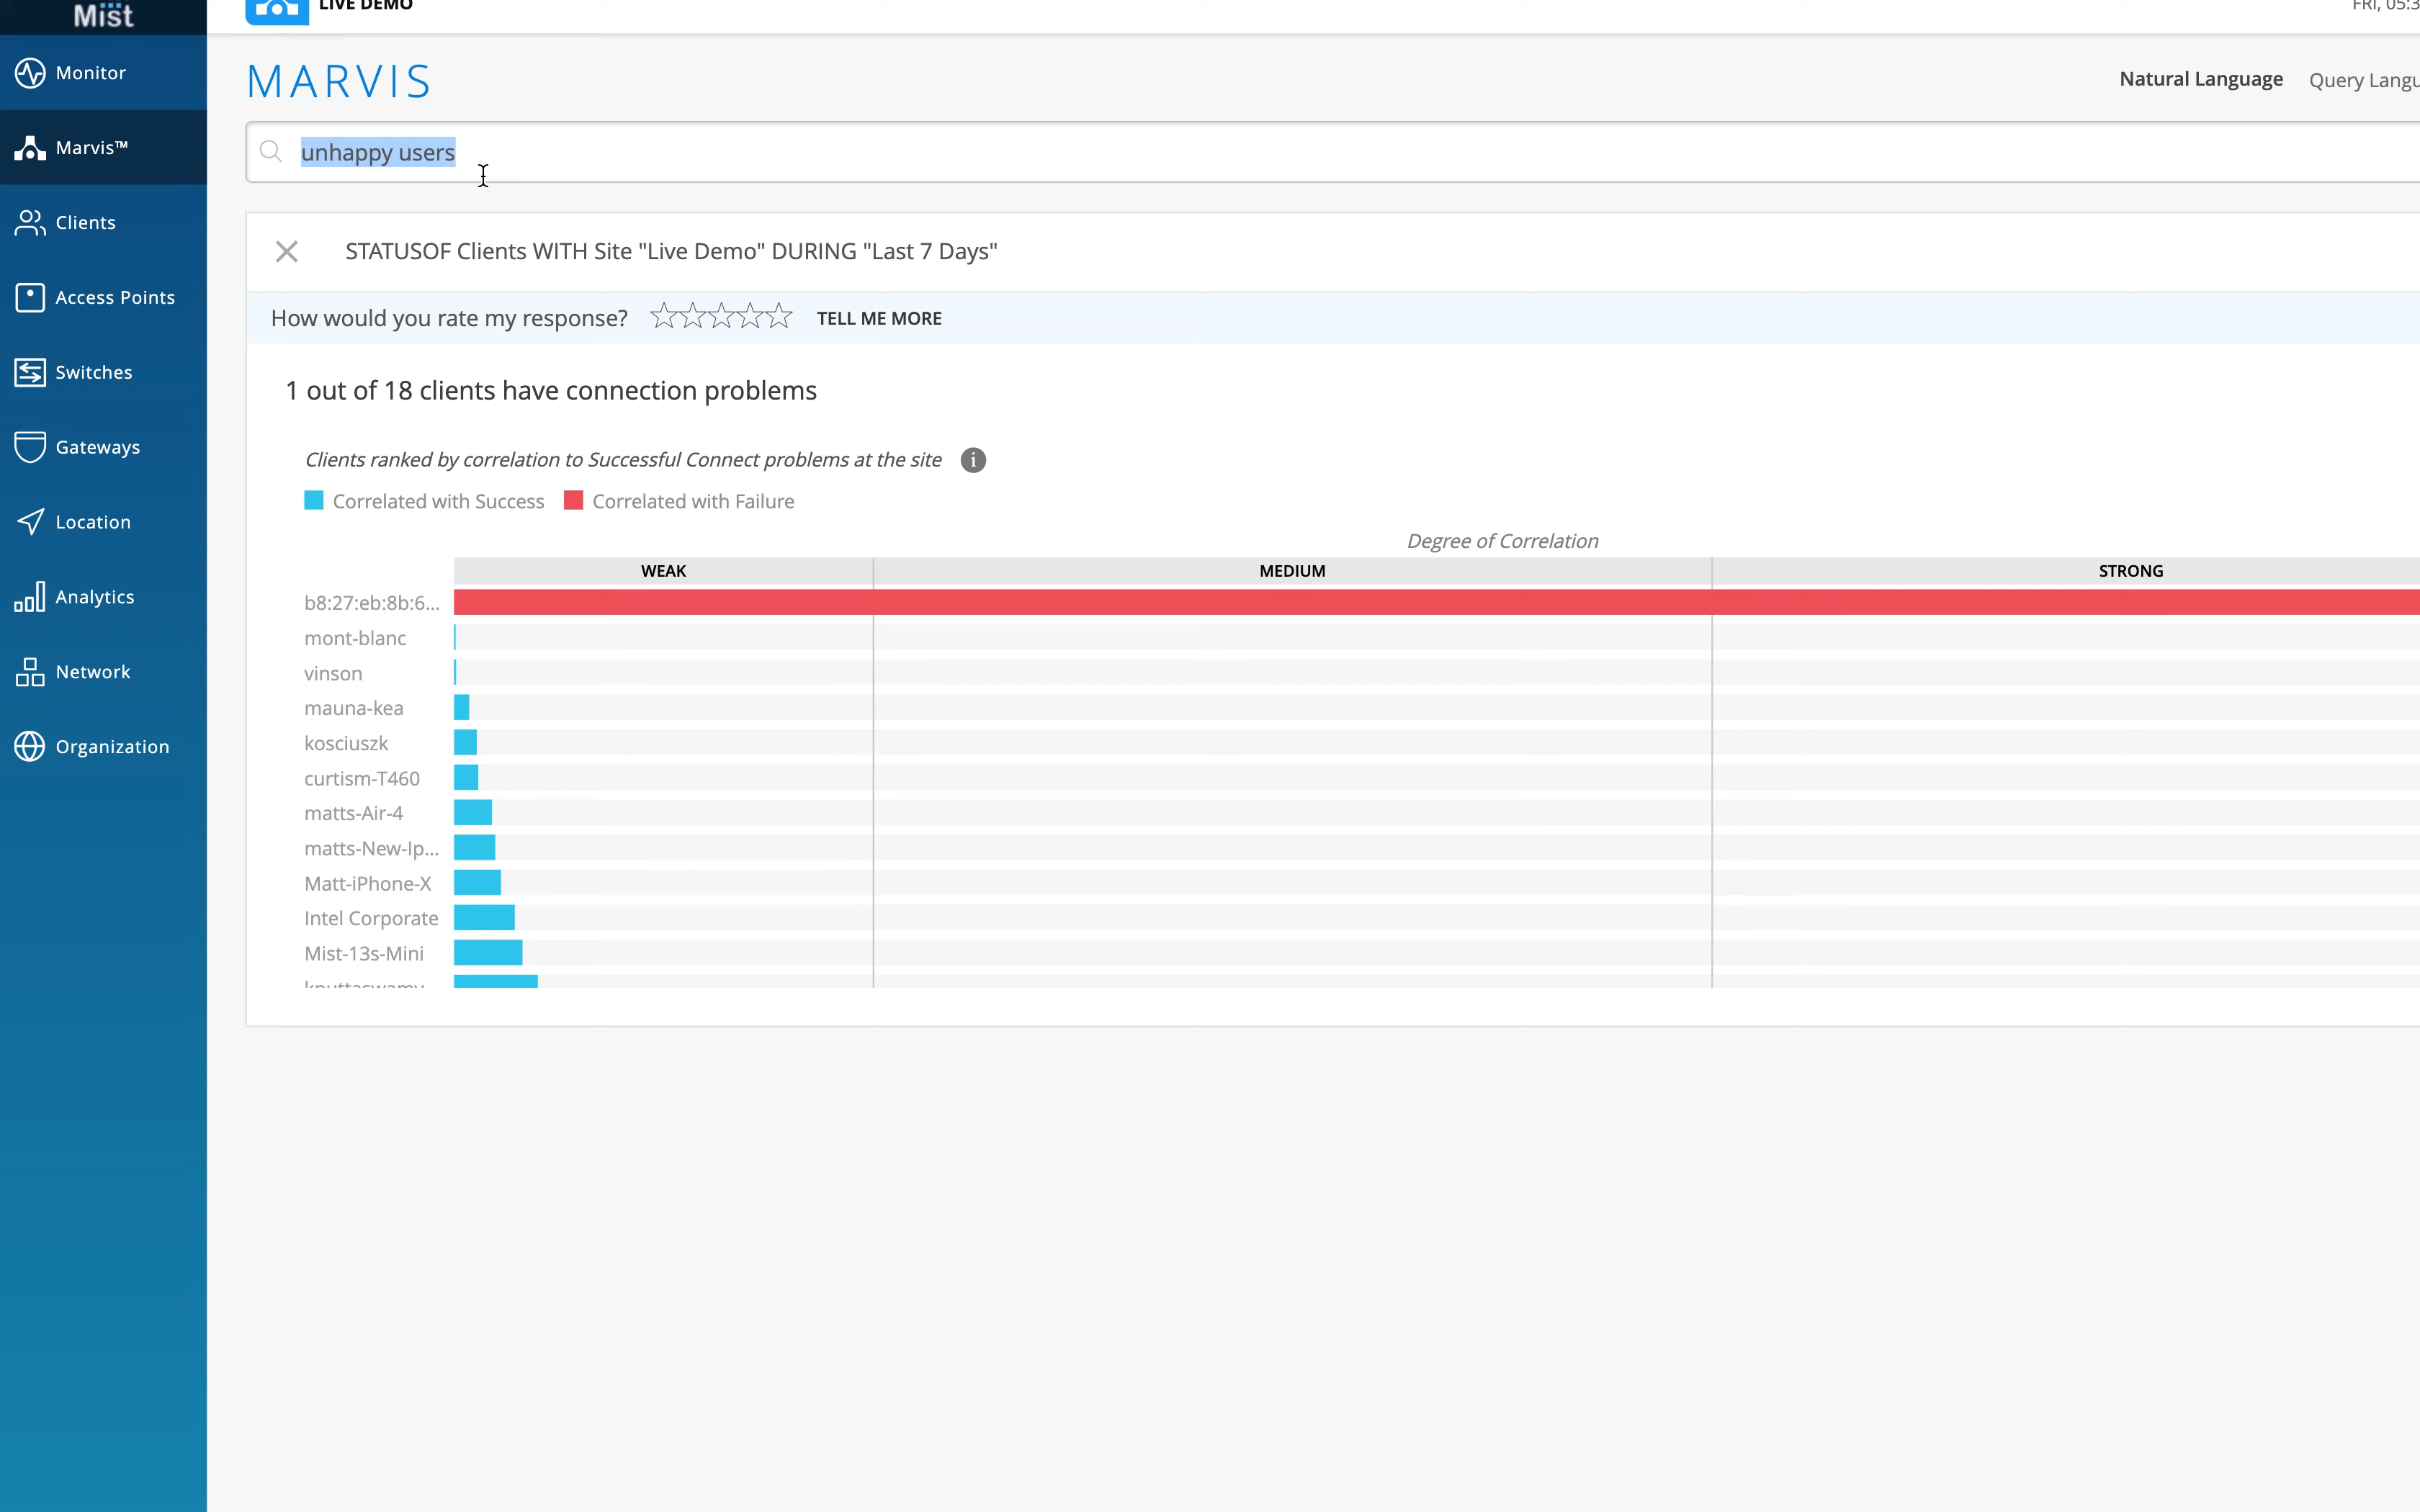 Mist
LIVE DEMO
FRI, 05:3
Monitor
MARVIS
Natural Language
Query Langu
Marvis™
unhappy users
Clients
STATUSOF Clients WITH Site "Live Demo" DURING "Last 7 Days"
Access Points
How would you rate my response?
TELL ME MORE
Switches
1 out of 18 clients have connection problems
Gateways
Clients ranked by correlation to Successful Connect problems at the site
i
Correlated with Success
Correlated with Failure
Location
Degree of Correlation
WEAK
MEDIUM
STRONG
Analytics
b8:27:eb:8b:6...
mont-blanc
Network
vinson
mauna-kea
Organization
kosciuszk
curtism-T460
matts-Air-4
matts-New-Ip...
Matt-iPhone-X
Intel Corporate
Mist-13s-Mini